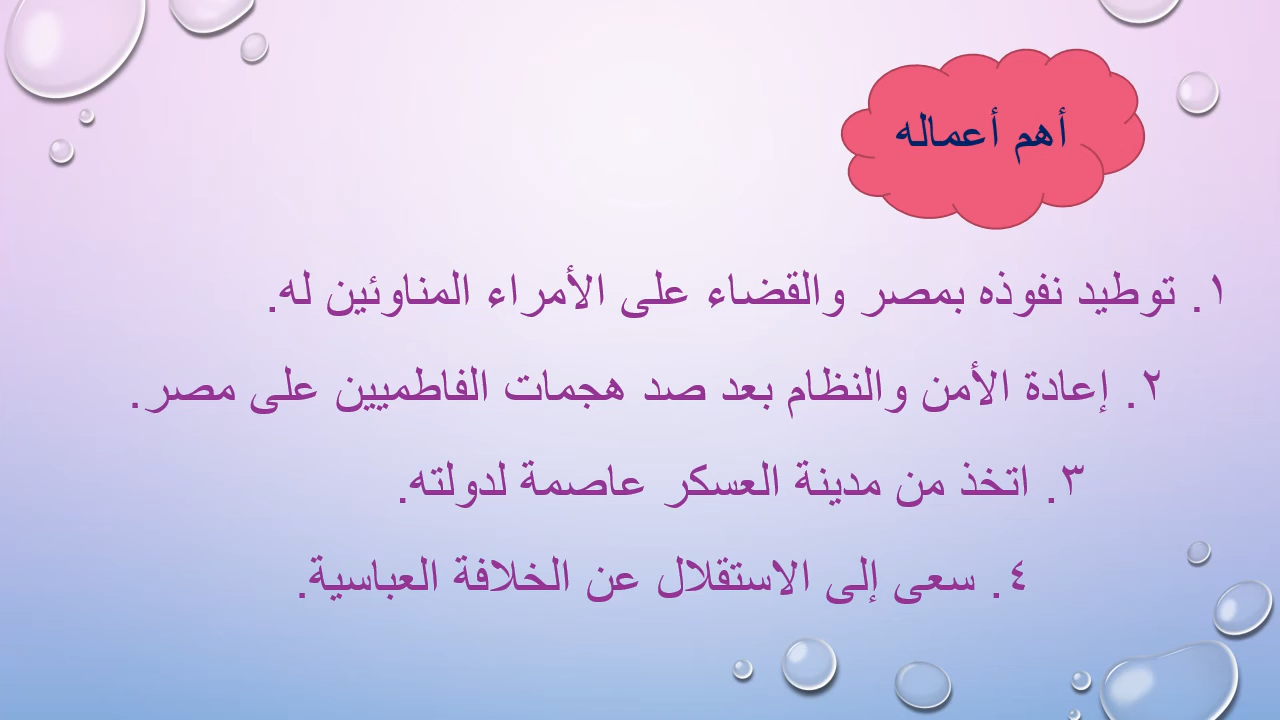 أهم أعماله
١. توطيد نفوذه بمصر والقضاء على الأمراء المناوئين له.
٢. إعادة الأمن والنظام بعد صد هجمات الفاطميين على مصر.
٣. اتخذ من مدينة العسكر عاصمة لدولته.
٤. سعى إلى الاستقلال عن الخلافة العباسية.